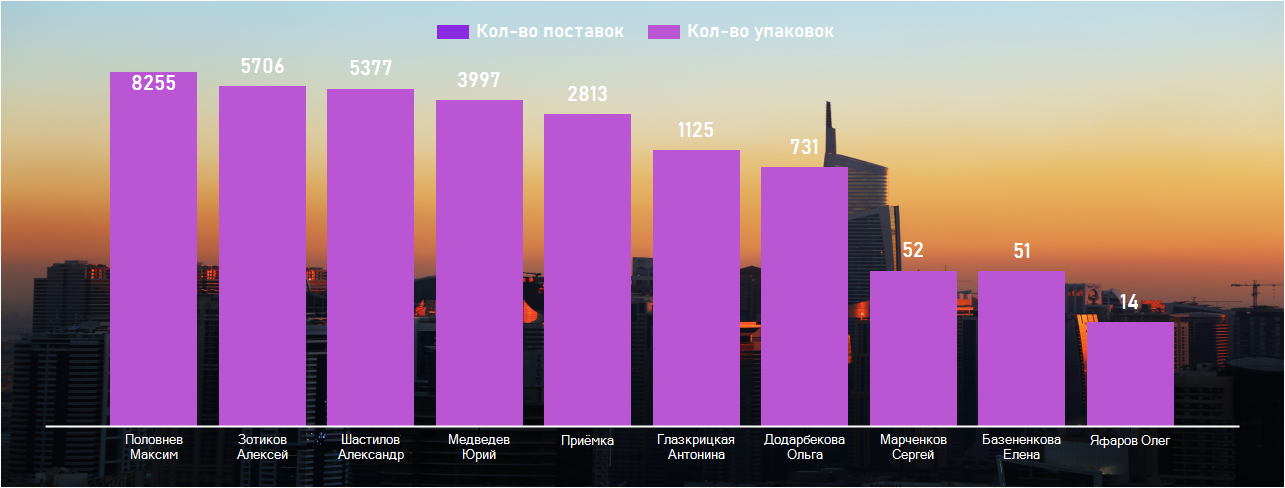 Кол-во поставок Кол-во упаковок
8255 5706 5377 3997 2813 1125 731 52 51 14
Половнев Зотиков Шастилов Медведев Приёмка Глазкрицкая Додарбекова Марченков Базененкова Яфаров Олег
Максим Алексей Александр Юрий Антонина Ольга Сергей Елена